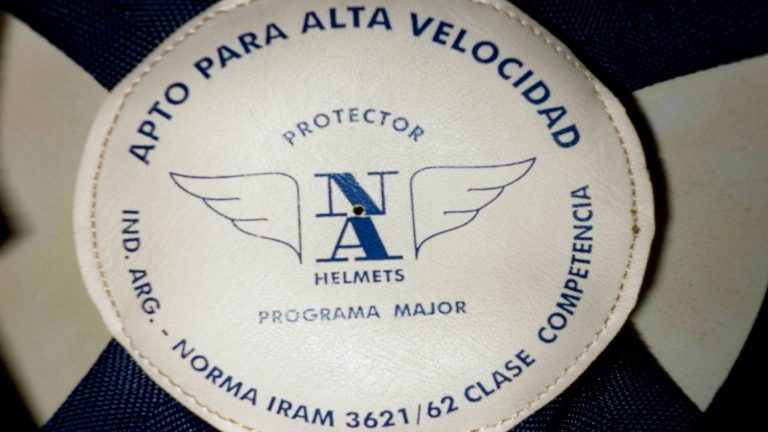 APTO PARA ALTA VELOCIDAD
PROTECTOR
NA
HELMETS
PROGRAMA MAJOR
IND. ARG. - NORMA IRAM 3621/62 CLASE COMPETENCIA